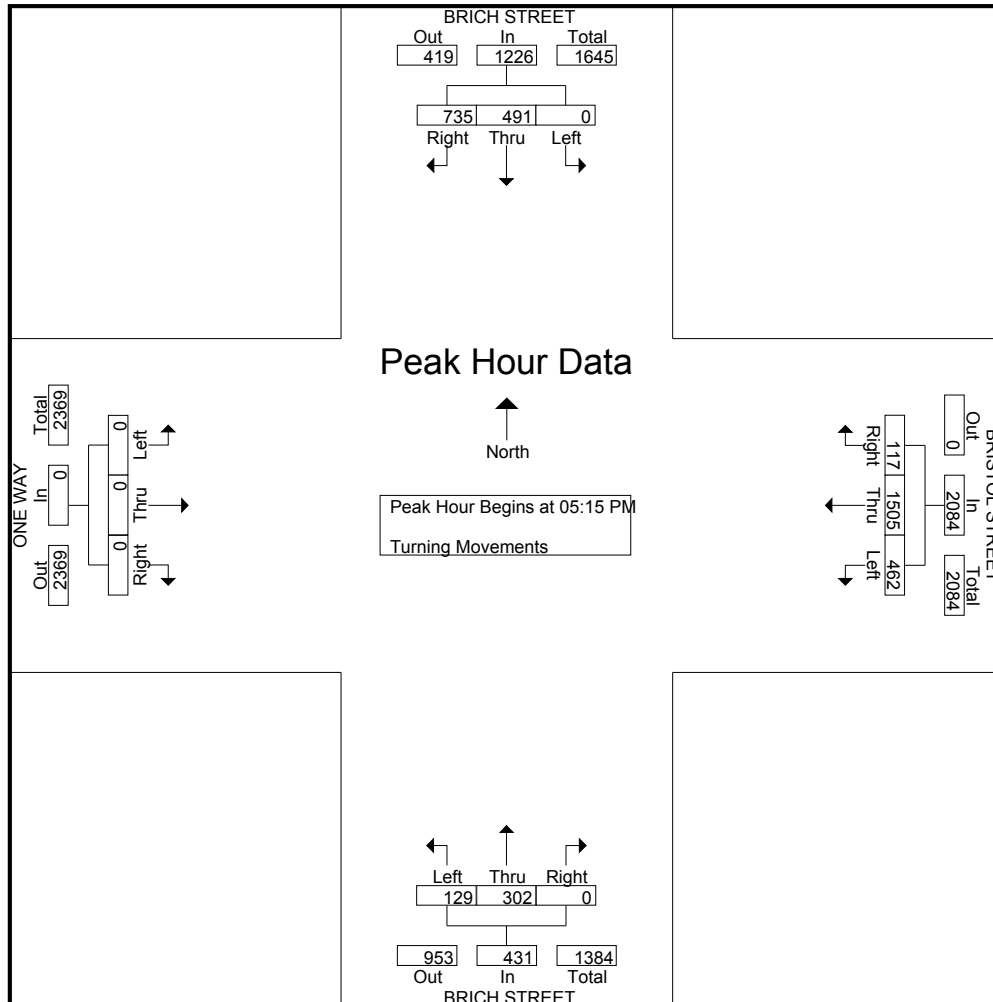 BRICH STREET
Out In Total
419 1226 1645
735 491 0
Right Thru Left
Peak Hour Data
North
Peak Hour Begins at 05:15 PM
Turning Movements
ONE WAY
Total In Out
2369 0 2369
0 0 0
Left Thru Right
Right Thru Left
117 1505 462
Out In Total
0 2084 2084
BRISTOL STREET
Left Thru Right
129 302 0
953 431 1384
Out In Total
BRICH STREET